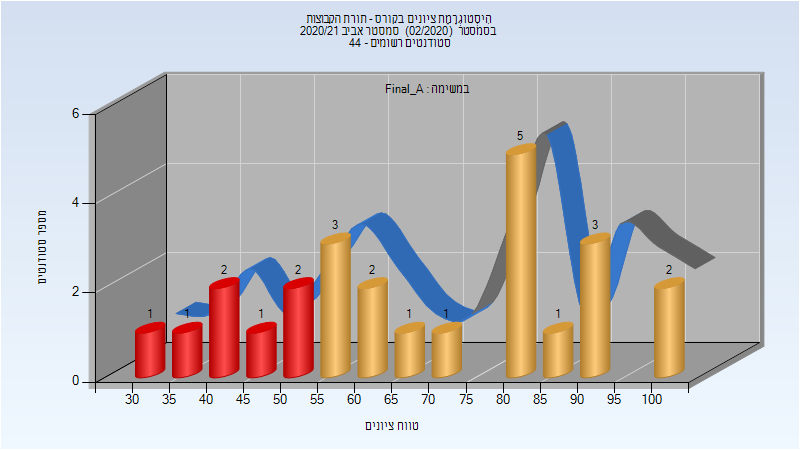 היסטוגרמת ציונים בקורס - תורת הקבוצות
בסמסטר (02/2020) סמסטר אביב 2020/21
סטודנטים רשומים - 44
במשימה : Final_A
6
4
2
0
מספר סטודנטים
1
1
2
1
2
3
2
1
1
5
1
3
2
30 35 40 45 50 55 60 65 70 75 80 85 90 95 100
טווח ציונים